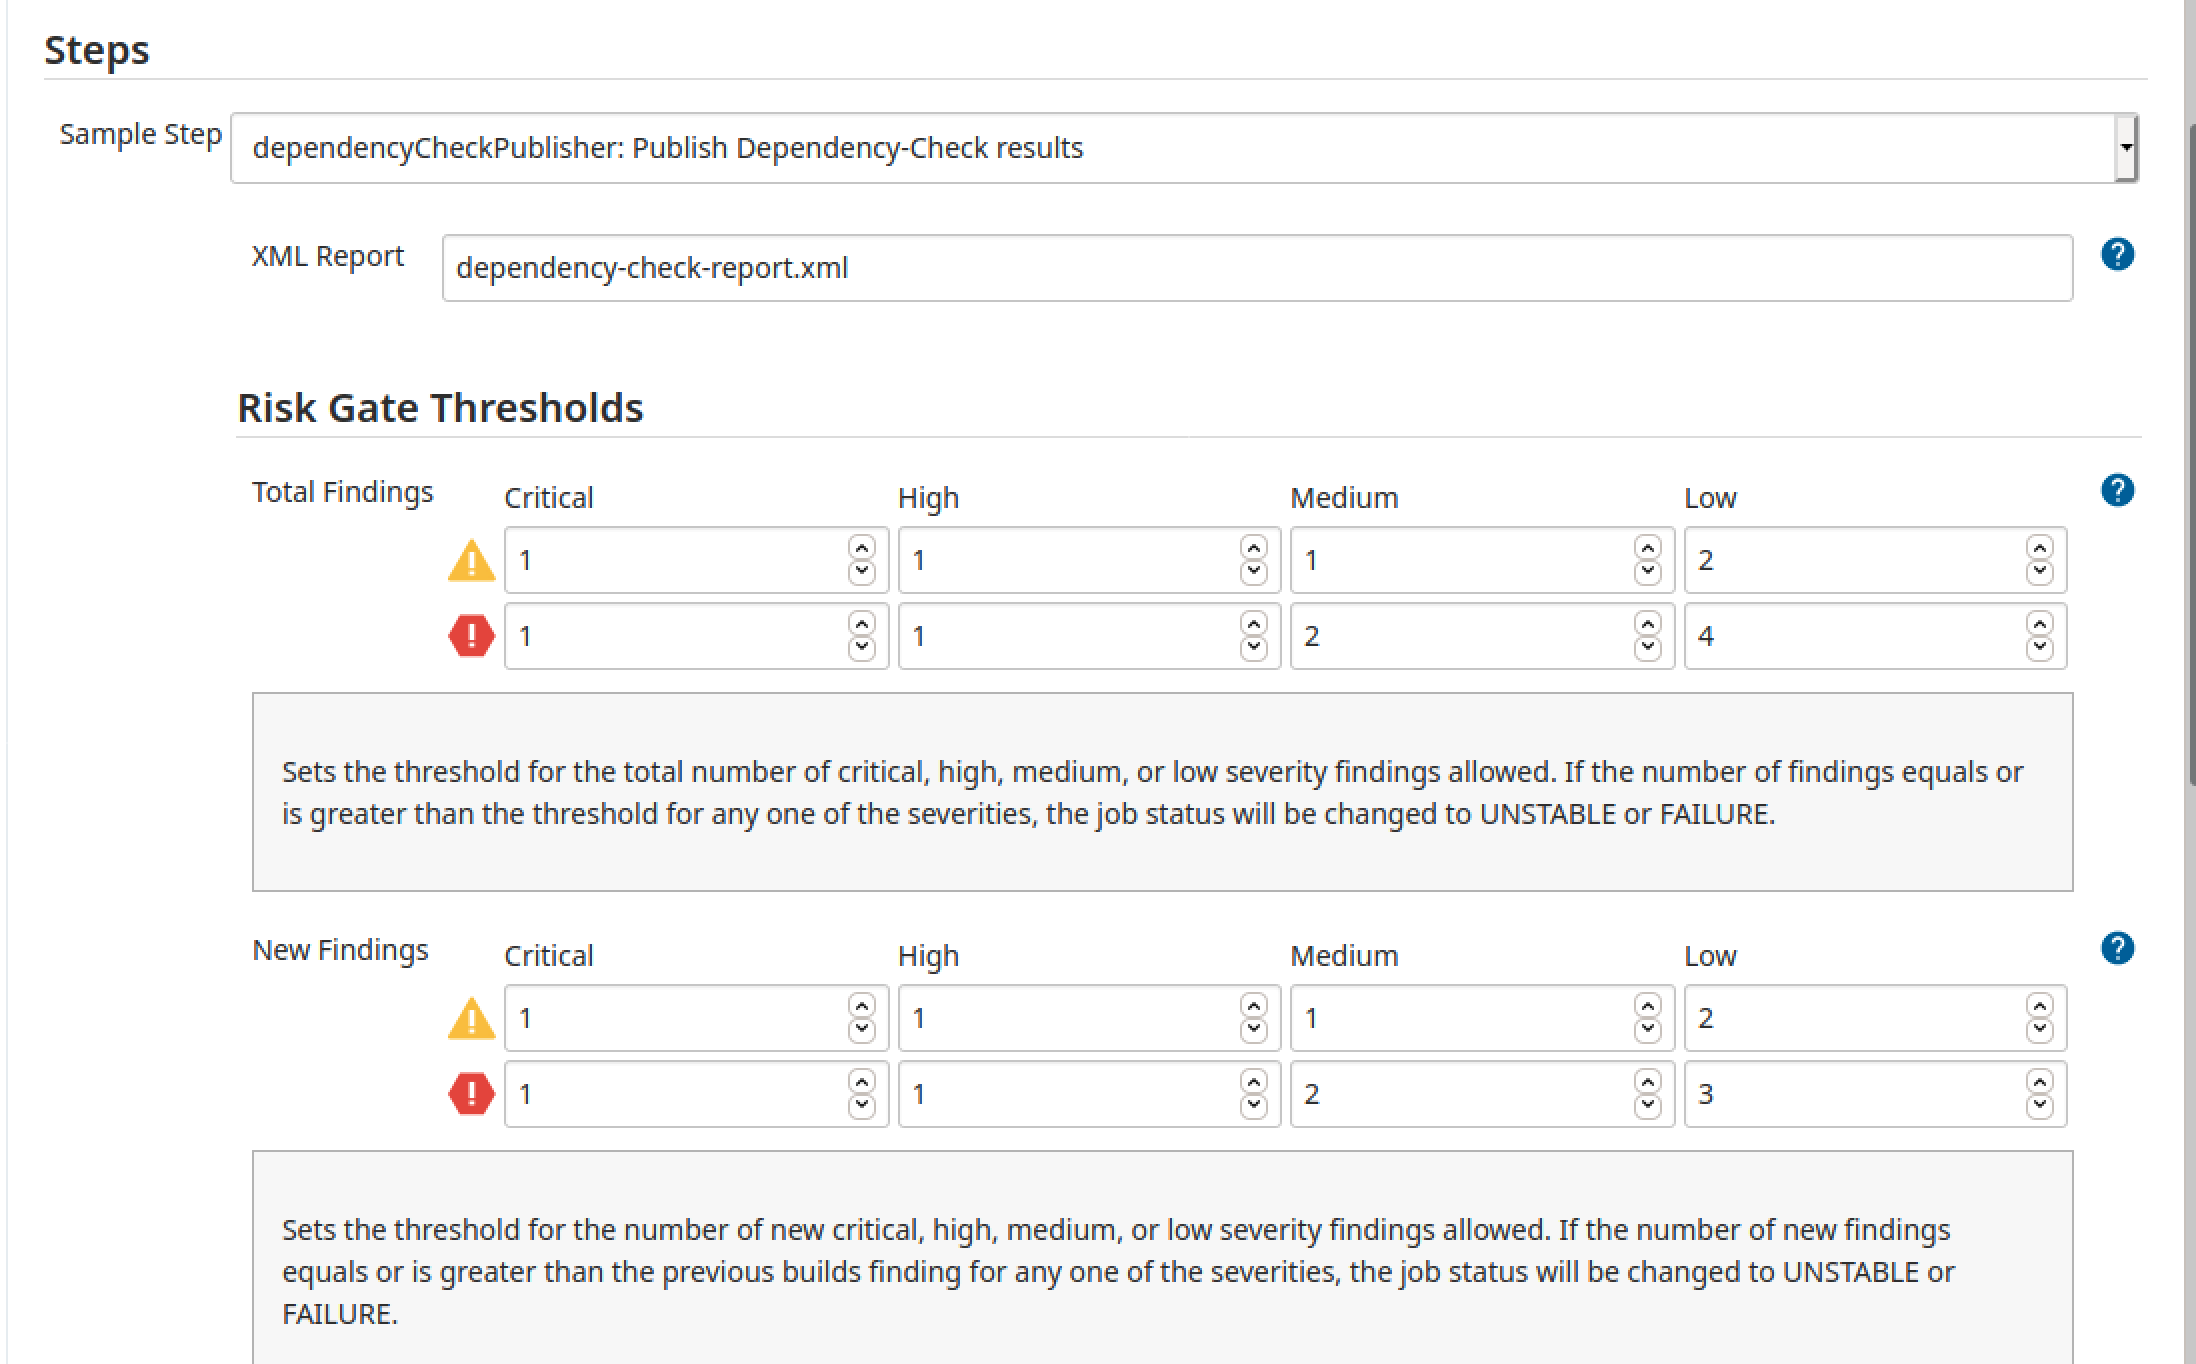 Steps
Sample Step dependencyCheckPublisher: Publish Dependency-Check results
XML Report dependency-check-report.xml
Risk Gate Thresholds
Total Findings Critical High Medium Low
1 1 1 2
1 1 2 4
Sets the threshold for the total number of critical, high, medium, or low severity findings allowed. If the number of findings equals or
is greater than the threshold for any one of the severities, the job status will be changed to UNSTABLE or FAILURE.
New Findings Critical High Medium Low
1 1 1 2
1 1 2 3
Sets the threshold for the number of new critical, high, medium, or low severity findings allowed. If the number of new findings
equals or is greater than the previous builds finding for any one of the severities, the job status will be changed to UNSTABLE or
FAILURE.